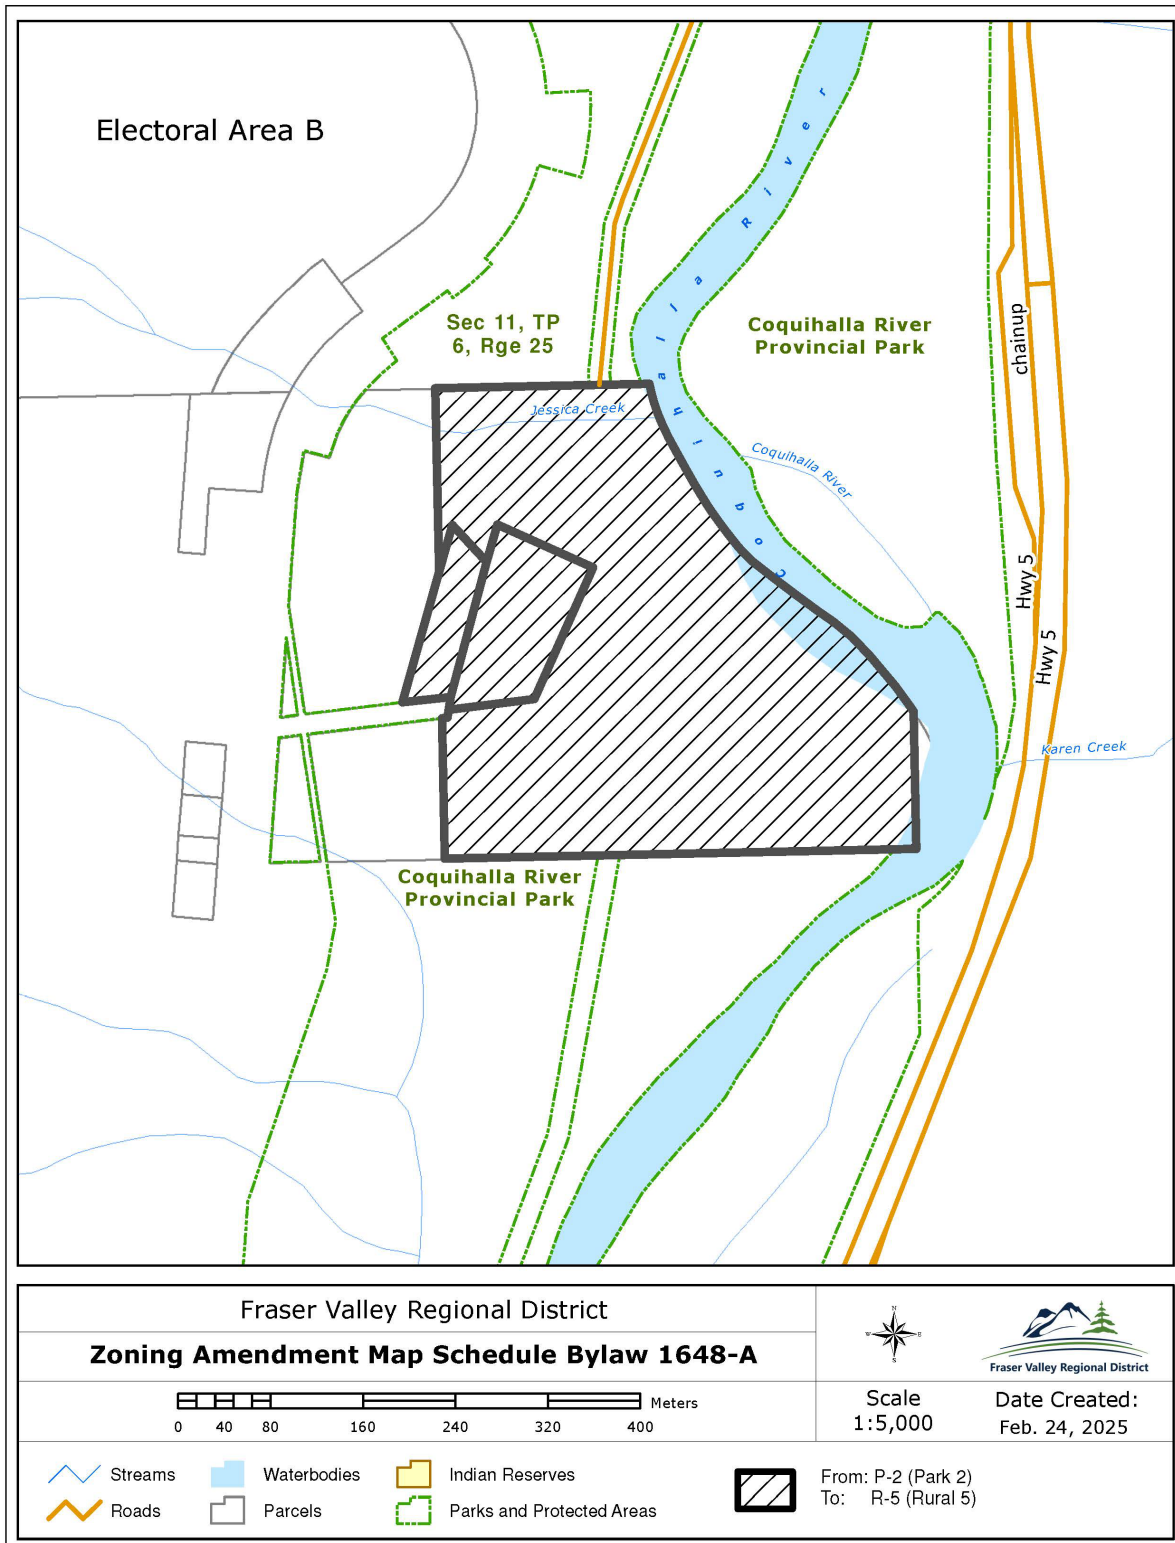 Electoral Area B
Sec 11, TP
6, Rge 25
Coquihalla River
Provincial Park
Coquihalla River
Jessica Creek
Coquihalla River
chainup
Hwy 5
Hwy 5
Karen Creek
Coquihalla River
Provincial Park
Fraser Valley Regional District
Zoning Amendment Map Schedule Bylaw 1648-A
N
W E
S
Fraser Valley Regional District
Meters
0 40 80 160 240 320 400
Scale
1:5,000
Date Created:
Feb. 24, 2025
Streams
Waterbodies
Indian Reserves
Roads
Parcels
Parks and Protected Areas
From: P-2 (Park 2)
To: R-5 (Rural 5)